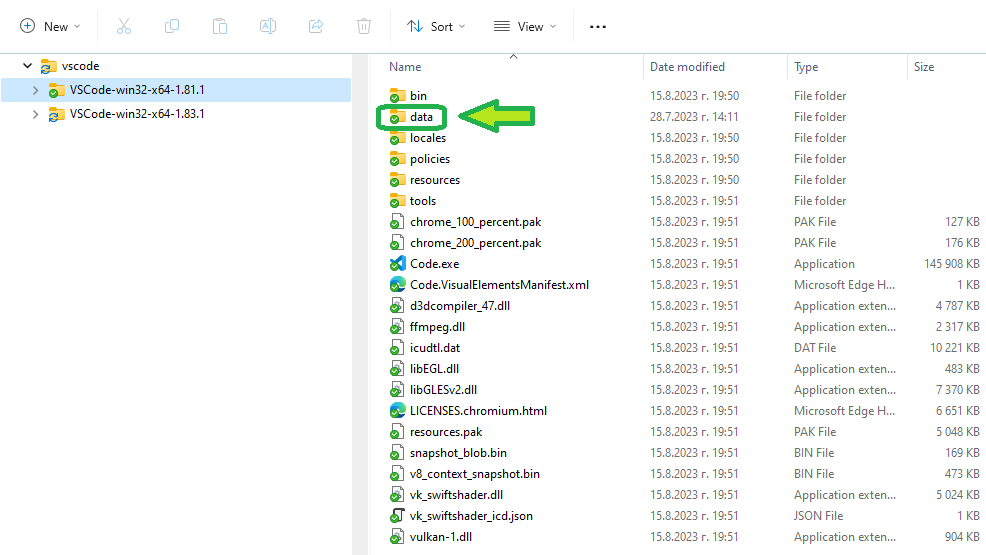 New Sort View ...
vscode
VSCode-win32-x64-1.81.1
VSCode-win32-x64-1.83.1
Name Date modified Type Size
bin 15.8.2023 г. 19:50 File folder
data 28.7.2023 г. 14:11 File folder
locales 15.8.2023 г. 19:50 File folder
policies 15.8.2023 г. 19:50 File folder
resources 15.8.2023 г. 19:50 File folder
tools 15.8.2023 г. 19:51 File folder
chrome_100_percent.pak 15.8.2023 г. 19:51 PAK File 127 KB
chrome_200_percent.pak 15.8.2023 г. 19:51 PAK File 176 KB
Code.exe 15.8.2023 г. 19:51 Application 145 908 KB
Code.VisualElementsManifest.xml 15.8.2023 г. 19:51 Microsoft Edge H... 1 KB
d3dcompiler_47.dll 15.8.2023 г. 19:51 Application exten... 4 787 KB
ffmpeg.dll 15.8.2023 г. 19:51 Application exten... 2 317 KB
icudtl.dat 15.8.2023 г. 19:51 DAT File 10 221 KB
libEGL.dll 15.8.2023 г. 19:51 Application exten... 483 KB
libGLESv2.dll 15.8.2023 г. 19:51 Application exten... 7 370 KB
LICENSES.chromium.html 15.8.2023 г. 19:51 Microsoft Edge H... 6 651 KB
resources.pak 15.8.2023 г. 19:51 PAK File 5 048 KB
snapshot_blob.bin 15.8.2023 г. 19:51 BIN File 169 KB
v8_context_snapshot.bin 15.8.2023 г. 19:51 BIN File 473 KB
vk_swiftshader.dll 15.8.2023 г. 19:51 Application exten... 5 024 KB
vk_swiftshader_icd.json 15.8.2023 г. 19:51 JSON File 1 KB
vulkan-1.dll 15.8.2023 г. 19:51 Application exten... 904 KB